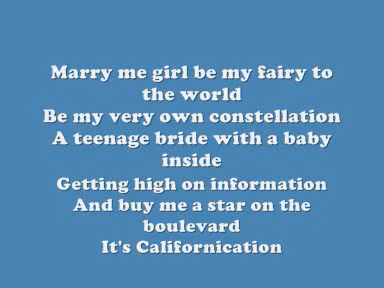 Marry me girl be my fairy to
the world
Be my very own constellation
A teenage bride with a baby
inside
Getting high on information
And buy me a star on the
boulevard
It's Californication